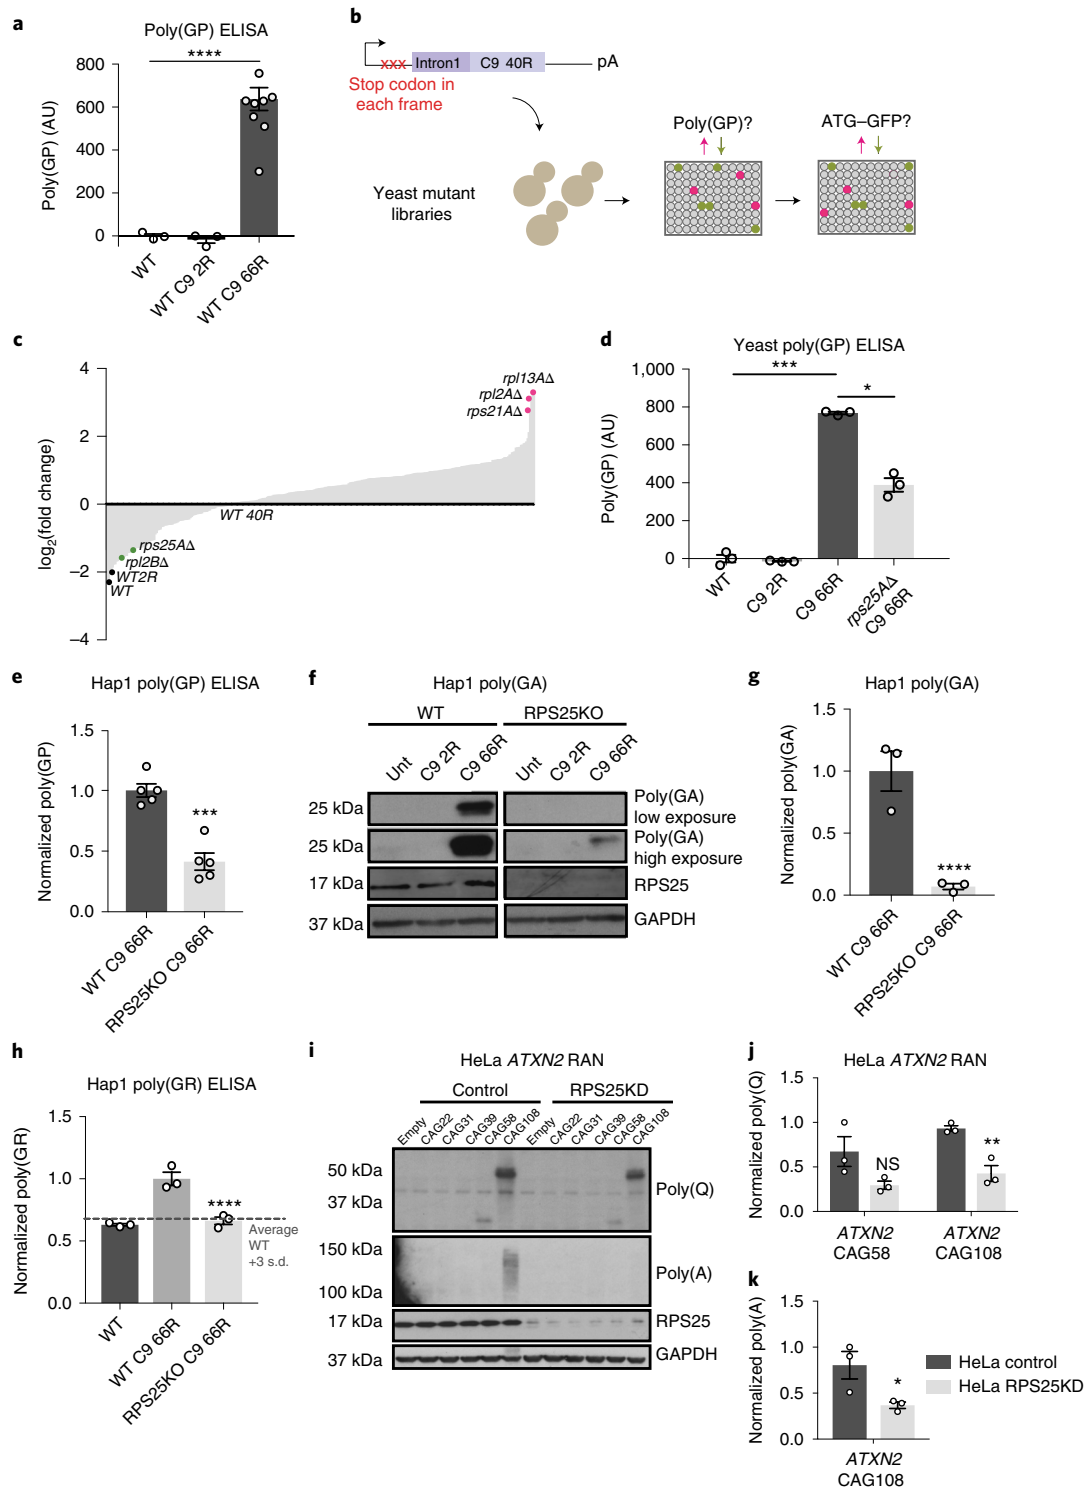 a
Poly(GP) ELISA
****
Poly(GP) (AU)
800
600
400
200
0
WT
WT C9 2R
WT C9 66R
b
xxx
Intron1
C9 40R
pA
Stop codon in
each frame
Yeast mutant
libraries
Poly(GP)?
ATG–GFP?
c
log2(fold change)
4
2
0
–2
–4
rpl13AΔ
rpl2AΔ
rps21AΔ
WT 40R
rps25AΔ
rpl2BΔ
WT2R
WT
d
Yeast poly(GP) ELISA
***
*
Poly(GP) (AU)
1,000
800
600
400
200
0
WT
C9 2R
C9 66R
rps25AΔ
C9 66R
e
Hap1 poly(GP) ELISA
Normalized poly(GP)
1.5
1.0
0.5
0.0
***
WT C9 66R
RPS25KO C9 66R
f
Hap1 poly(GA)
WT
RPS25KO
Unt
C9 2R
C9 66R
Unt
C9 2R
C9 66R
25 kDa
Poly(GA)
low exposure
25 kDa
Poly(GA)
high exposure
17 kDa
RPS25
37 kDa
GAPDH
g
Hap1 poly(GA)
Normalized poly(GA)
1.5
1.0
0.5
0.0
****
WT C9 66R
RPS25KO C9 66R
h
Hap1 poly(GR) ELISA
Normalized poly(GR)
1.5
1.0
0.5
0.0
****
Average
WT
+3 s.d.
WT
WT C9 66R
RPS25KO C9 66R
i
HeLa ATXN2 RAN
Control
RPS25KD
Empty
CAG22
CAG31
CAG39
CAG58
CAG108
Empty
CAG22
CAG31
CAG39
CAG58
CAG108
50 kDa
37 kDa
Poly(Q)
150 kDa
100 kDa
Poly(A)
17 kDa
RPS25
37 kDa
GAPDH
j
HeLa ATXN2 RAN
Normalized poly(Q)
1.5
1.0
0.5
0.0
NS
**
ATXN2
CAG58
ATXN2
CAG108
k
Normalized poly(A)
1.5
1.0
0.5
0.0
*
ATXN2
CAG108
HeLa control
HeLa RPS25KD